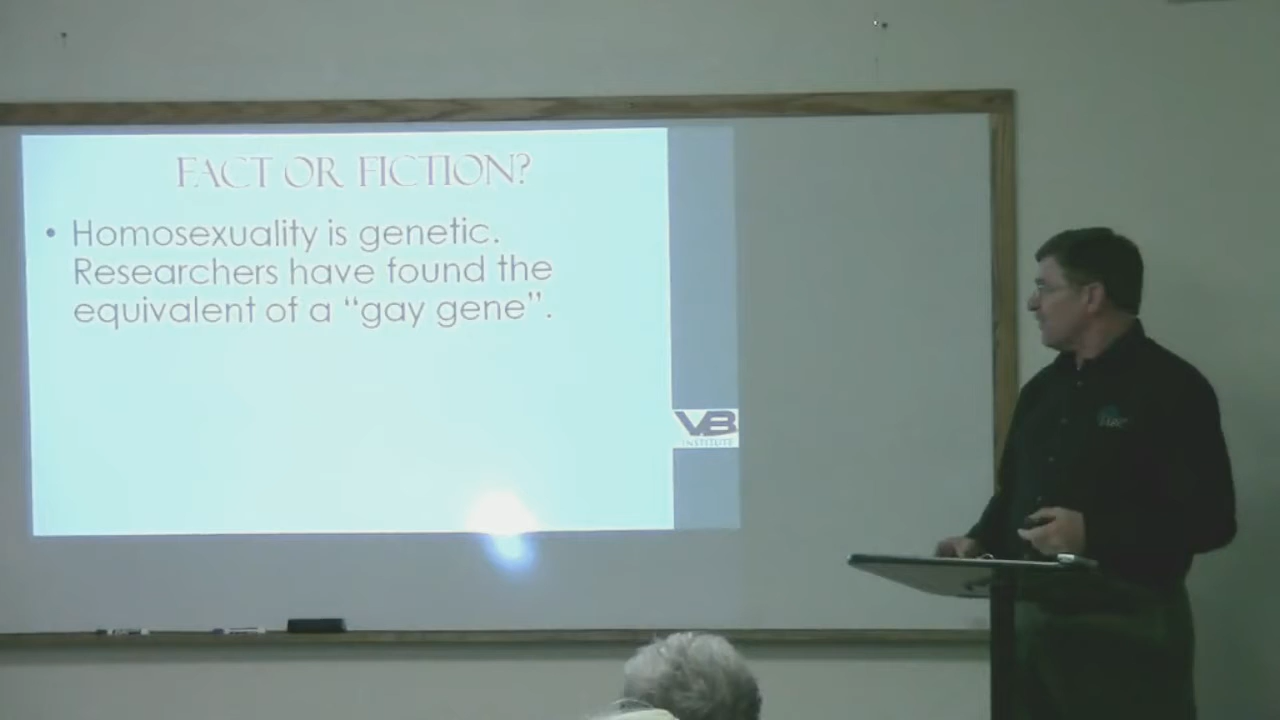 FACT OR FICTION?
• Homosexuality is genetic.
Researchers have found the
equivalent of a “gay gene”.
VB
INSTITUTE